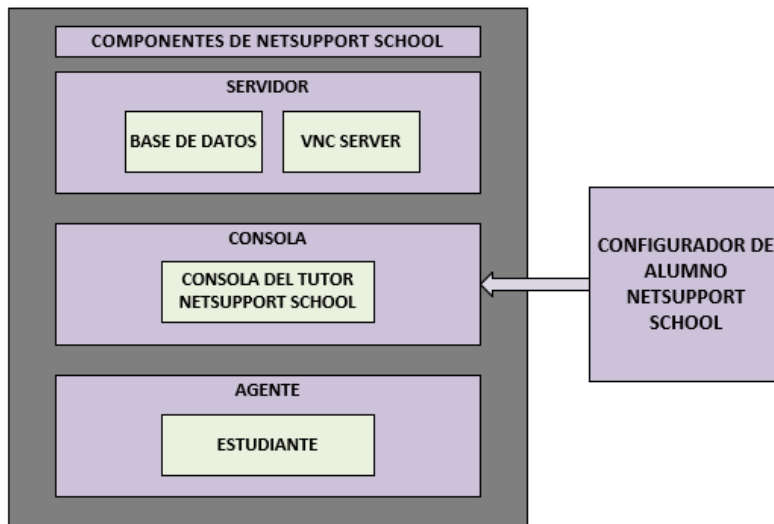 COMPONENTES DE NETSUPPORT SCHOOL
SERVIDOR
BASE DE DATOS
VNC SERVER
CONSOLA
CONSOLA DEL TUTOR
NETSUPPORT SCHOOL
AGENTE
ESTUDIANTE
CONFIGURADOR DE
ALUMNO
NETSUPPORT
SCHOOL